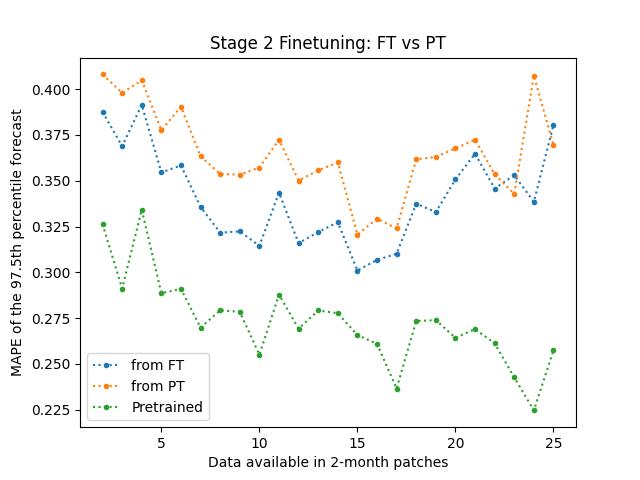 Stage 2 Finetuning: FT vs PT
MAPE of the 97.5th percentile forecast
0.400
0.375
0.350
0.325
0.300
0.275
0.250
0.225
from FT
from PT
Pretrained
5
10
15
20
25
Data available in 2-month patches